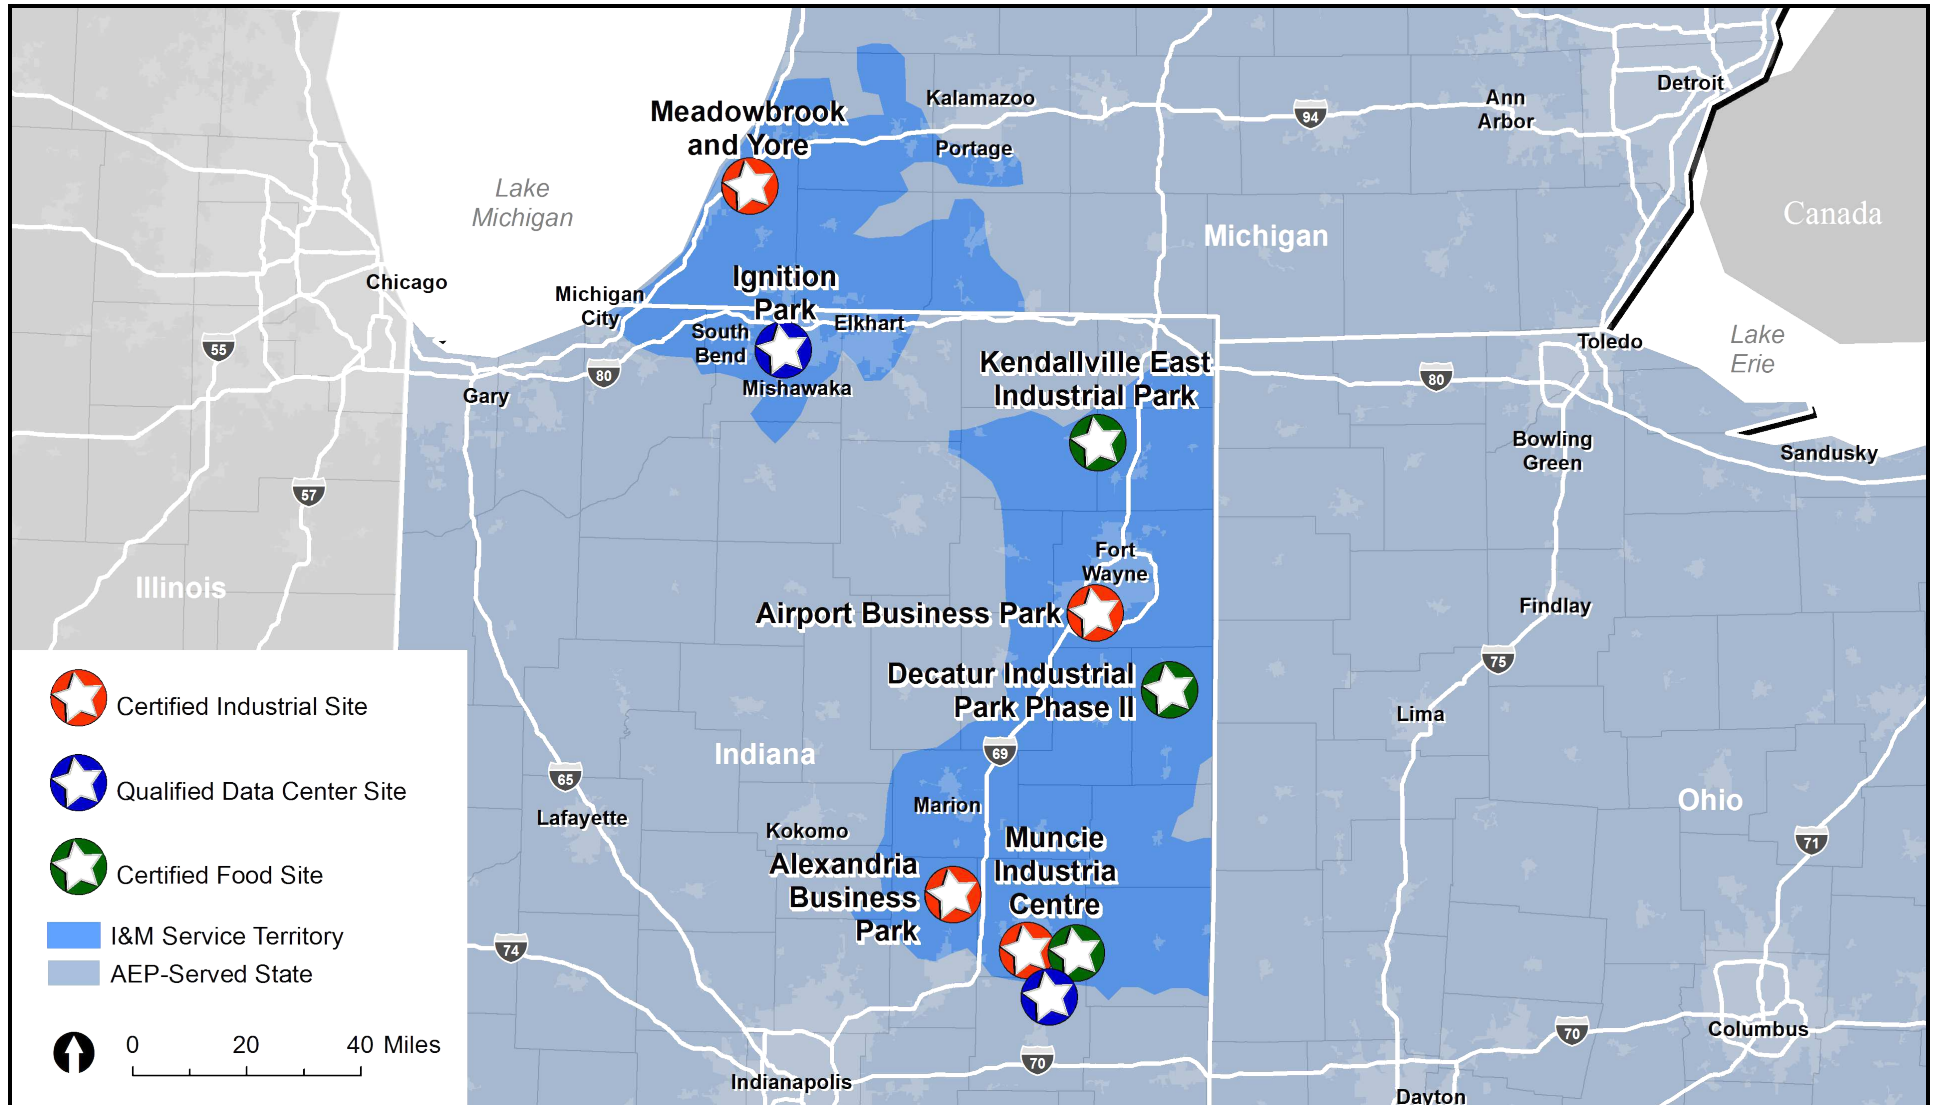 Detroit
Kalamazoo
Ann
Arbor
94
Meadowbrook
and Yore
Portage
Lake
Michigan
Canada
Michigan
Chicago
Ignition
Park
Michigan
City
South
Bend
Elkhart
Mishawaka
Toledo
Lake
Erie
55
80
80
Gary
Kendallville East
Industrial Park
Bowling
Green
Sandusky
57
Fort
Wayne
Illinois
Airport Business Park
Findlay
75
Decatur Industrial
Park Phase II
Lima
69
Indiana
65
Lafayette
Marion
Kokomo
Ohio
71
Muncie
Industria
Centre
Alexandria
Business
Park
74
70
70
Columbus
Indianapolis
Dayton
Certified Industrial Site
Qualified Data Center Site
Certified Food Site
I&M Service Territory
AEP-Served State
0 20 40 Miles